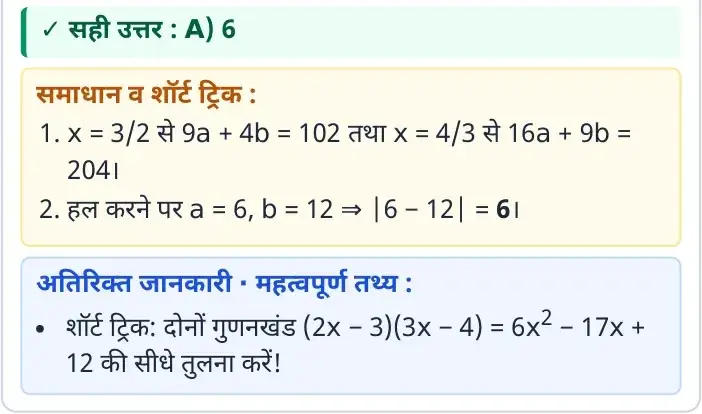 ✓ सही उत्तर : A) 6
समाधान व शॉर्ट ट्रिक :
1. x = 3/2 से 9a + 4b = 102 तथा x = 4/3 से 16a + 9b =
204।
2. हल करने पर a = 6, b = 12 ⇒ |6 − 12| = 6।
अतिरिक्त जानकारी · महत्वपूर्ण तथ्य :
• शॉर्ट ट्रिक: दोनों गुणनखंड (2x − 3)(3x − 4) = 6x² − 17x +
12 की सीधे तुलना करें!